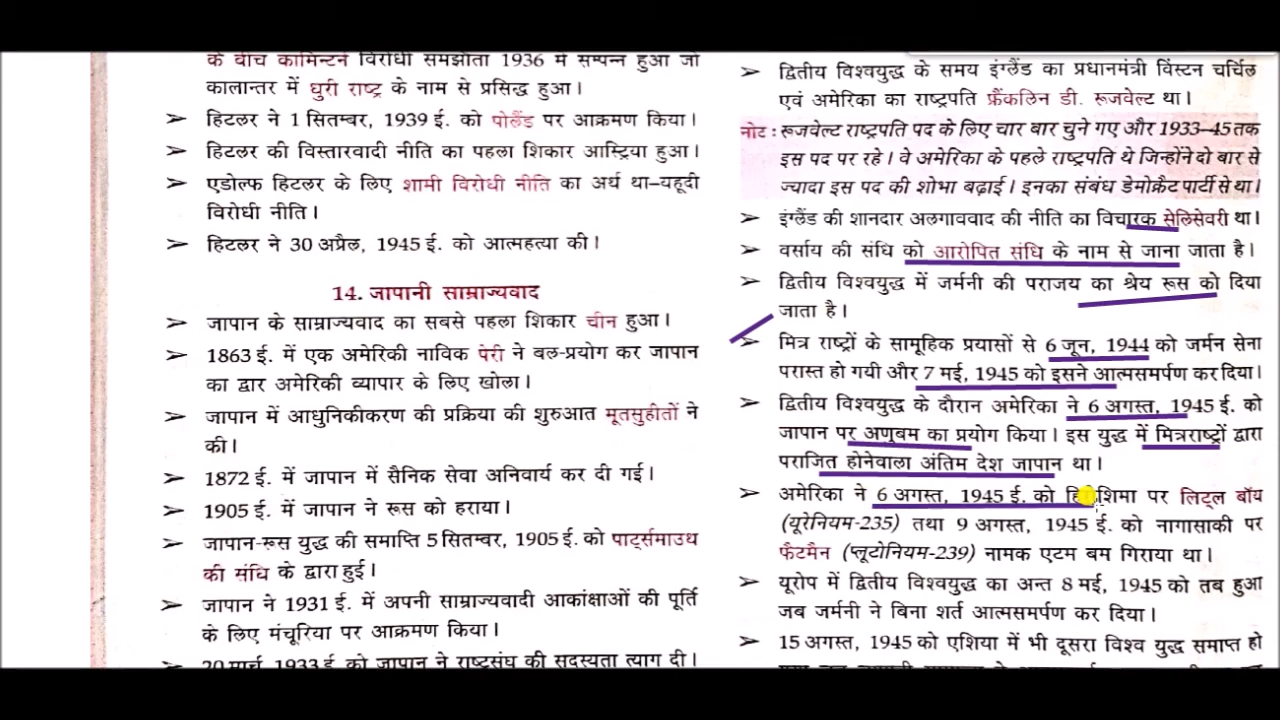 के बीच कामिन्टर्न विरोधी समझौता 1936 में सम्पन्न हुआ जो
कालान्तर में धुरी राष्ट्र के नाम से प्रसिद्ध हुआ।
➢ हिटलर ने 1 सितम्बर, 1939 ई. को पोलैंड पर आक्रमण किया।
➢ हिटलर की विस्तारवादी नीति का पहला शिकार आस्ट्रिया हुआ।
➢ एडोल्फ हिटलर के लिए शामी विरोधी नीति का अर्थ था–यहूदी
विरोधी नीति।
➢ हिटलर ने 30 अप्रैल, 1945 ई. को आत्महत्या की।
14. जापानी साम्राज्यवाद
➢ जापान के साम्राज्यवाद का सबसे पहला शिकार चीन हुआ।
➢ 1863 ई. में एक अमेरिकी नाविक पेरी ने बल-प्रयोग कर जापान
का द्वार अमेरिकी व्यापार के लिए खोला।
➢ जापान में आधुनिकीकरण की प्रक्रिया की शुरुआत मूतसुहीतों ने
की।
➢ 1872 ई. में जापान में सैनिक सेवा अनिवार्य कर दी गई।
➢ 1905 ई. में जापान ने रूस को हराया।
➢ जापान-रूस युद्ध की समाप्ति 5 सितम्बर, 1905 ई. को पार्ट्समाउथ
की संधि के द्वारा हुई।
➢ जापान ने 1931 ई. में अपनी साम्राज्यवादी आकांक्षाओं की पूर्ति
के लिए मंचूरिया पर आक्रमण किया।
➢ 20 मार्च, 1933 ई. को जापान ने राष्ट्रसंघ की सदस्यता त्याग दी।
➢ द्वितीय विश्वयुद्ध के समय इंग्लैंड का प्रधानमंत्री विंस्टन चर्चिल
एवं अमेरिका का राष्ट्रपति फ्रैंकलिन डी. रूजवेल्ट था।
नोट : रूजवेल्ट राष्ट्रपति पद के लिए चार बार चुने गए और 1933–45 तक
इस पद पर रहे। वे अमेरिका के पहले राष्ट्रपति थे जिन्होंने दो बार से
ज्यादा इस पद की शोभा बढ़ाई। इनका संबंध डेमोक्रैट पार्टी से था।
➢ इंग्लैंड की शानदार अलगाववाद की नीति का विचारक सेलिसेवरी था।
➢ वर्साय की संधि को आरोपित संधि के नाम से जाना जाता है।
➢ द्वितीय विश्वयुद्ध में जर्मनी की पराजय का श्रेय रूस को दिया
जाता है।
➢ मित्र राष्ट्रों के सामूहिक प्रयासों से 6 जून, 1944 को जर्मन सेना
परास्त हो गयी और 7 मई, 1945 को इसने आत्मसमर्पण कर दिया।
➢ द्वितीय विश्वयुद्ध के दौरान अमेरिका ने 6 अगस्त, 1945 ई. को
जापान पर अणुबम का प्रयोग किया। इस युद्ध में मित्रराष्ट्रों द्वारा
पराजित होनेवाला अंतिम देश जापान था।
➢ अमेरिका ने 6 अगस्त, 1945 ई. को हिरोशिमा पर लिट्ल बॉय
(यूरेनियम-235) तथा 9 अगस्त, 1945 ई. को नागासाकी पर
फैटमैन (प्लूटोनियम-239) नामक एटम बम गिराया था।
➢ यूरोप में द्वितीय विश्वयुद्ध का अन्त 8 मई, 1945 को तब हुआ
जब जर्मनी ने बिना शर्त आत्मसमर्पण कर दिया।
➢ 15 अगस्त, 1945 को एशिया में भी दूसरा विश्व युद्ध समाप्त हो